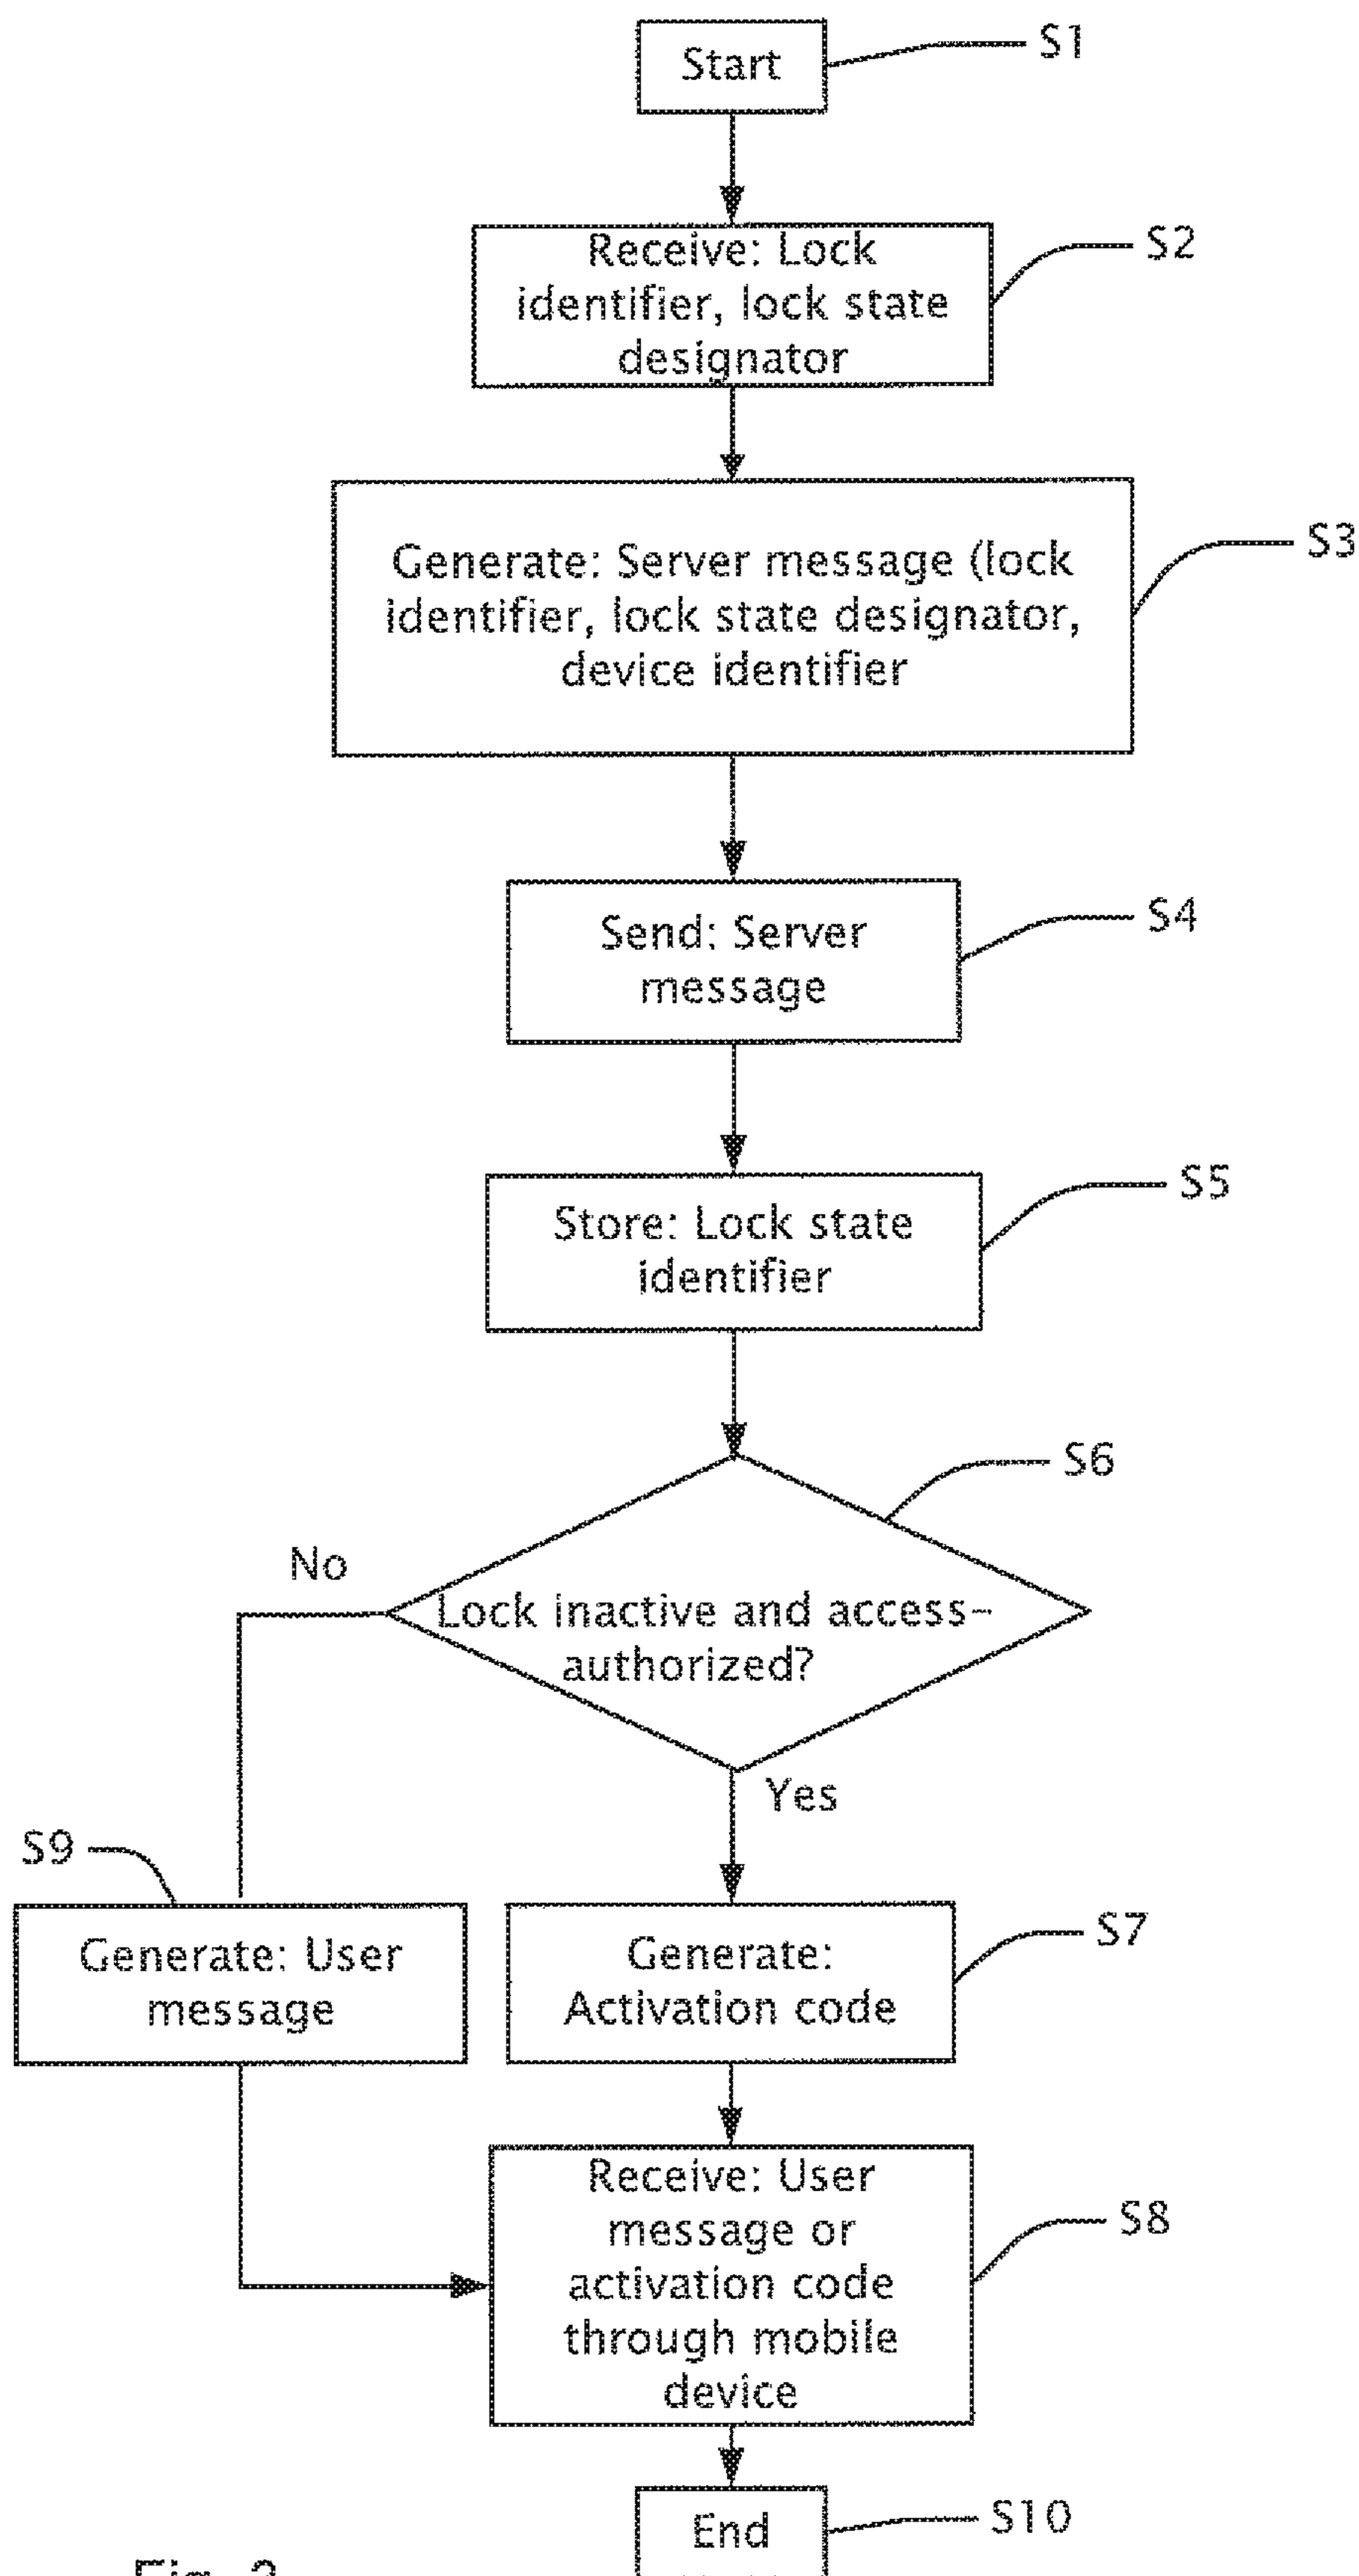 Start
S1
Receive: Lock
identifier, lock state
designator
S2
Generate: Server message (lock
identifier, lock state designator,
device identifier
S3
Send: Server
message
S4
Store: Lock state
identifier
S5
Lock inactive and access-
authorized?
S6
No
Yes
S9
Generate: User
message
Generate:
Activation code
S7
Receive: User
message or
activation code
through mobile
device
S8
End
S10
Fig.